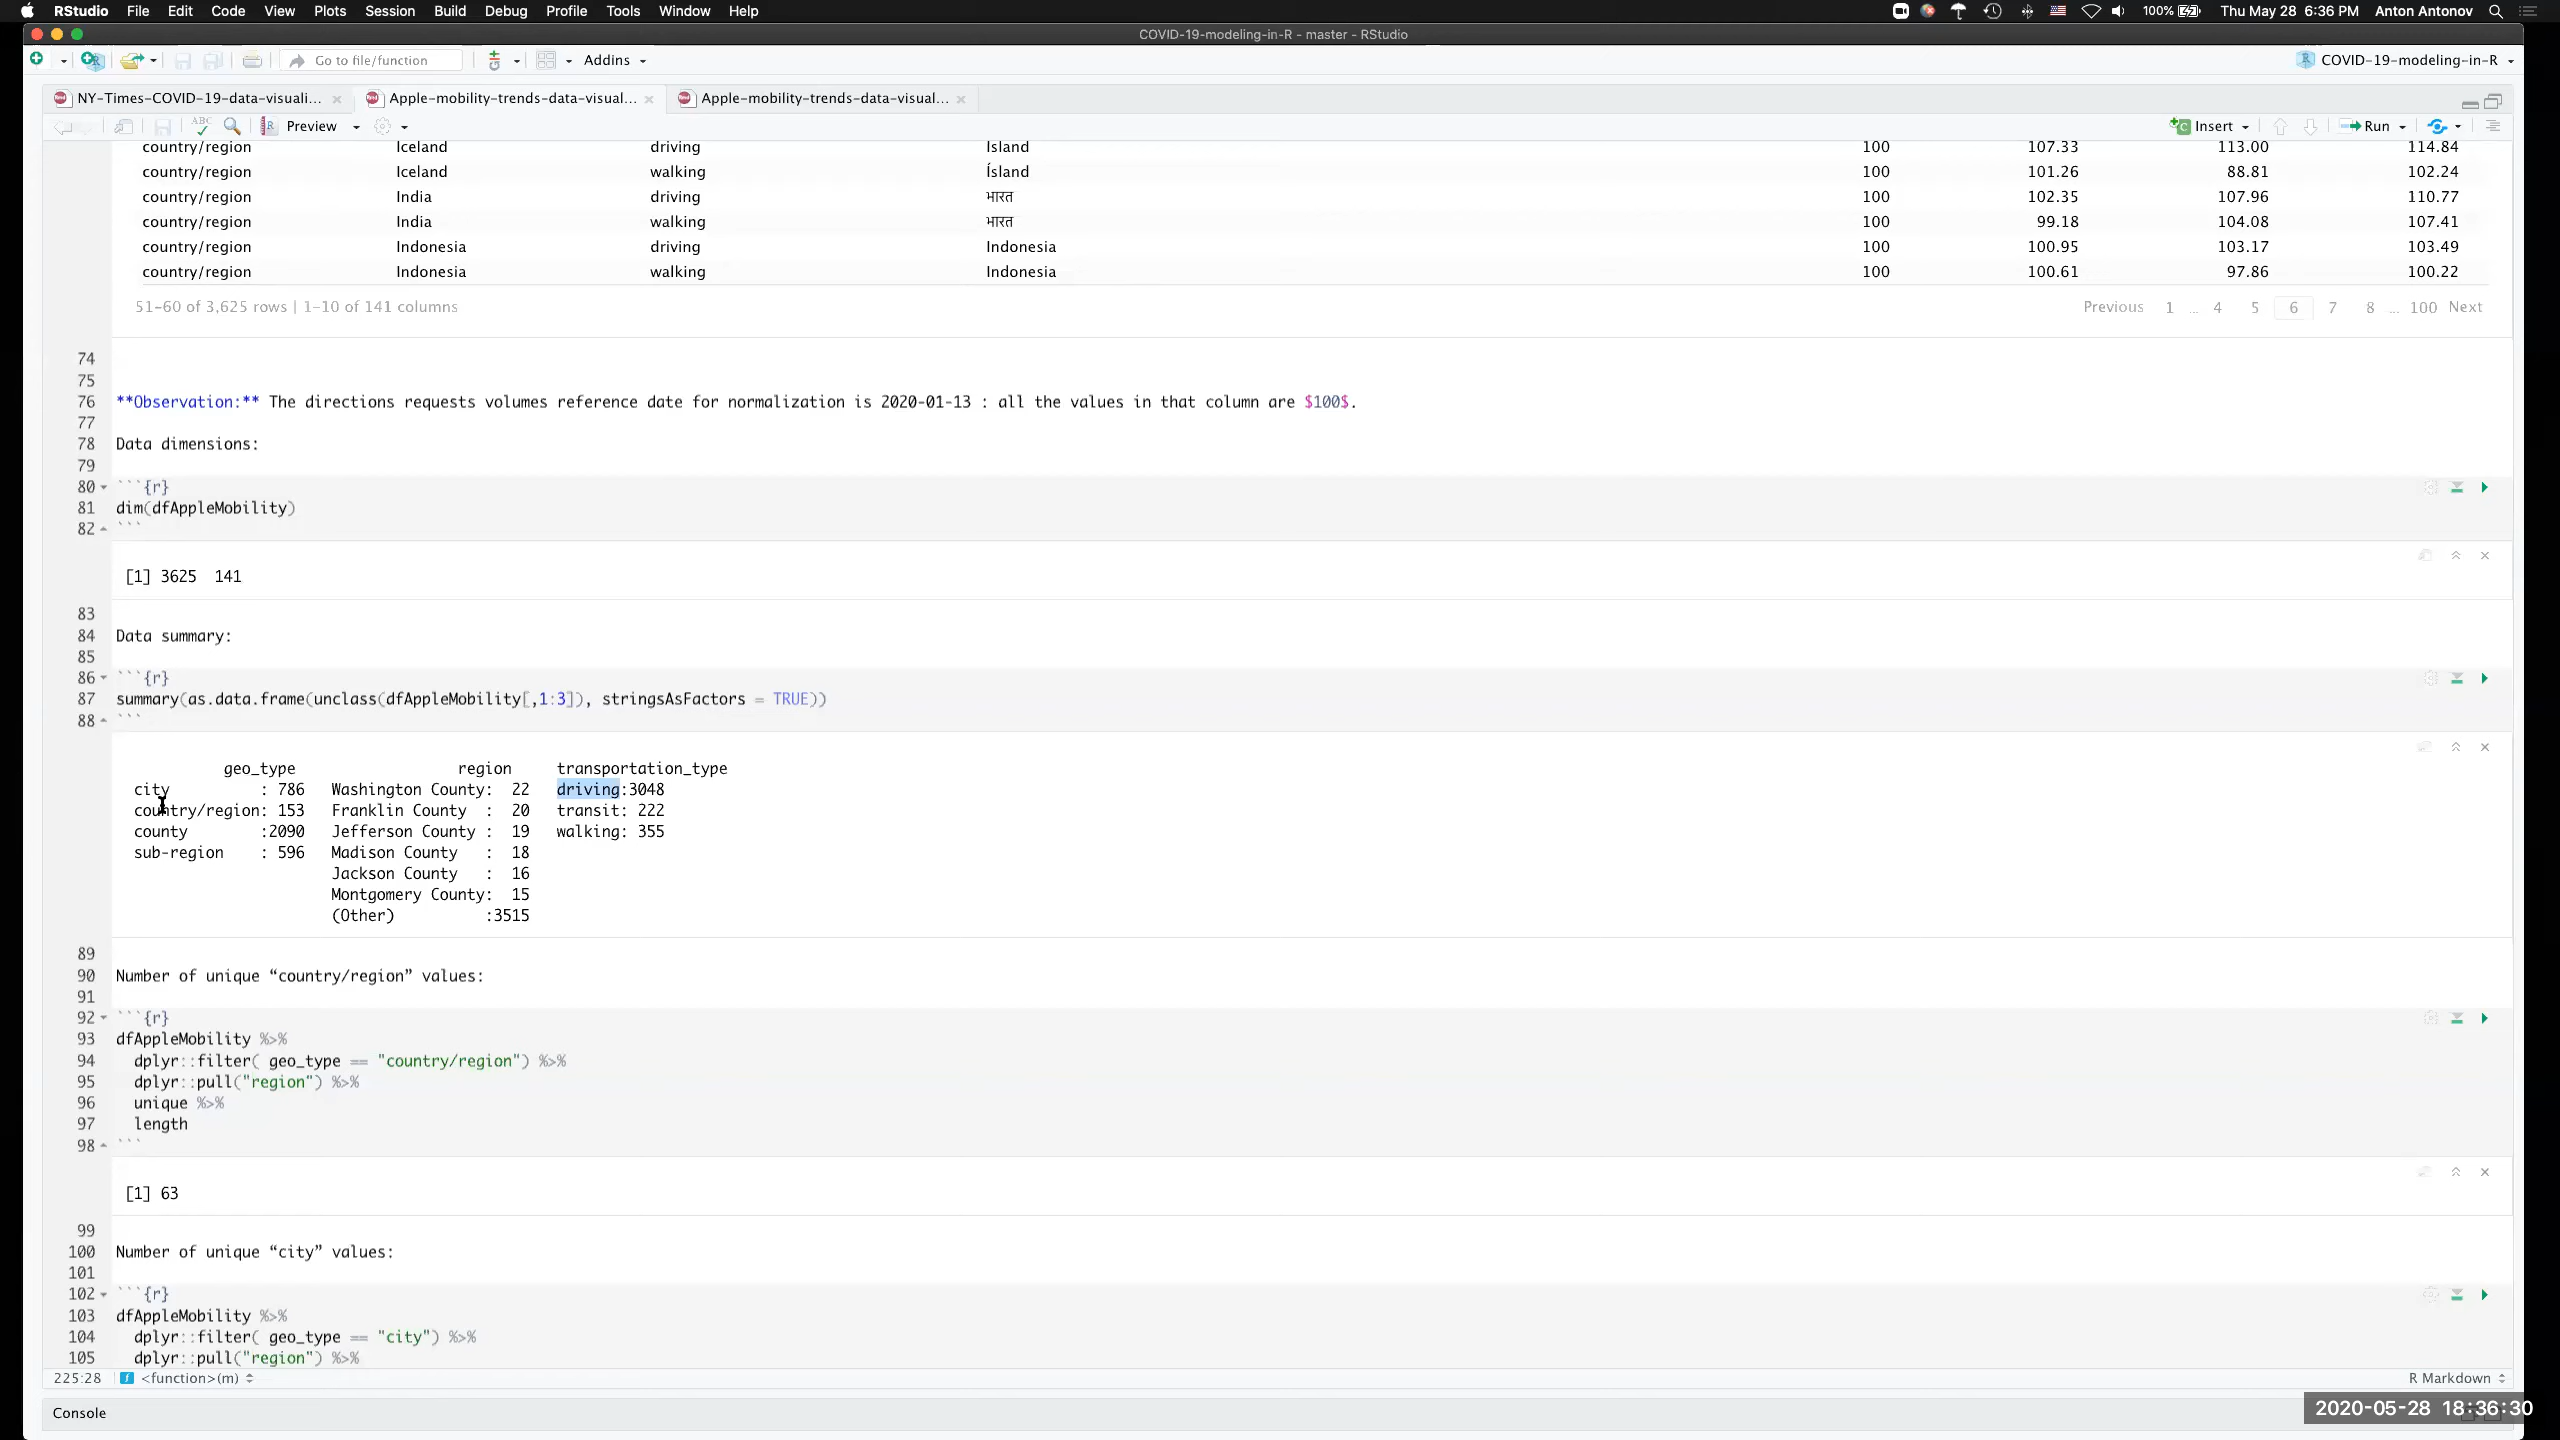 RStudio File Edit Code View Plots Session Build Debug Profile Tools Window Help 100% Thu May 28 6:36 PM Anton Antonov
COVID-19-modeling-in-R - master - RStudio
Go to file/function Addins COVID-19-modeling-in-R
NY-Times-COVID-19-data-visuali... Apple-mobility-trends-data-visual... Apple-mobility-trends-data-visual...
ABC Preview Insert Run
country/region Iceland driving Ísland 100 107.33 113.00 114.84
country/region Iceland walking Ísland 100 101.26 88.81 102.24
country/region India driving भारत 100 102.35 107.96 110.77
country/region India walking भारत 100 99.18 104.08 107.41
country/region Indonesia driving Indonesia 100 100.95 103.17 103.49
country/region Indonesia walking Indonesia 100 100.61 97.86 100.22
51-60 of 3,625 rows | 1-10 of 141 columns Previous 1 ... 4 5 6 7 8 ... 100 Next
74
75
76 **Observation:** The directions requests volumes reference date for normalization is 2020-01-13 : all the values in that column are $100$.
77
78 Data dimensions:
79
80 ```{r}
81 dim(dfAppleMobility)
82 ```
[1] 3625 141
83
84 Data summary:
85
86 ```{r}
87 summary(as.data.frame(unclass(dfAppleMobility[,1:3]), stringsAsFactors = TRUE))
88 ```
geo_type region transportation_type
city : 786 Washington County: 22 driving:3048
country/region: 153 Franklin County : 20 transit: 222
county :2090 Jefferson County : 19 walking: 355
sub-region : 596 Madison County : 18
Jackson County : 16
Montgomery County: 15
(Other) :3515
89
90 Number of unique “country/region” values:
91
92 ```{r}
93 dfAppleMobility %>%
94 dplyr::filter( geo_type == "country/region") %>%
95 dplyr::pull("region") %>%
96 unique %>%
97 length
98 ```
[1] 63
99
100 Number of unique “city” values:
101
102 ```{r}
103 dfAppleMobility %>%
104 dplyr::filter( geo_type == "city") %>%
105 dplyr::pull("region") %>%
225:28 <function>(m) R Markdown
Console
2020-05-28 18:36:30